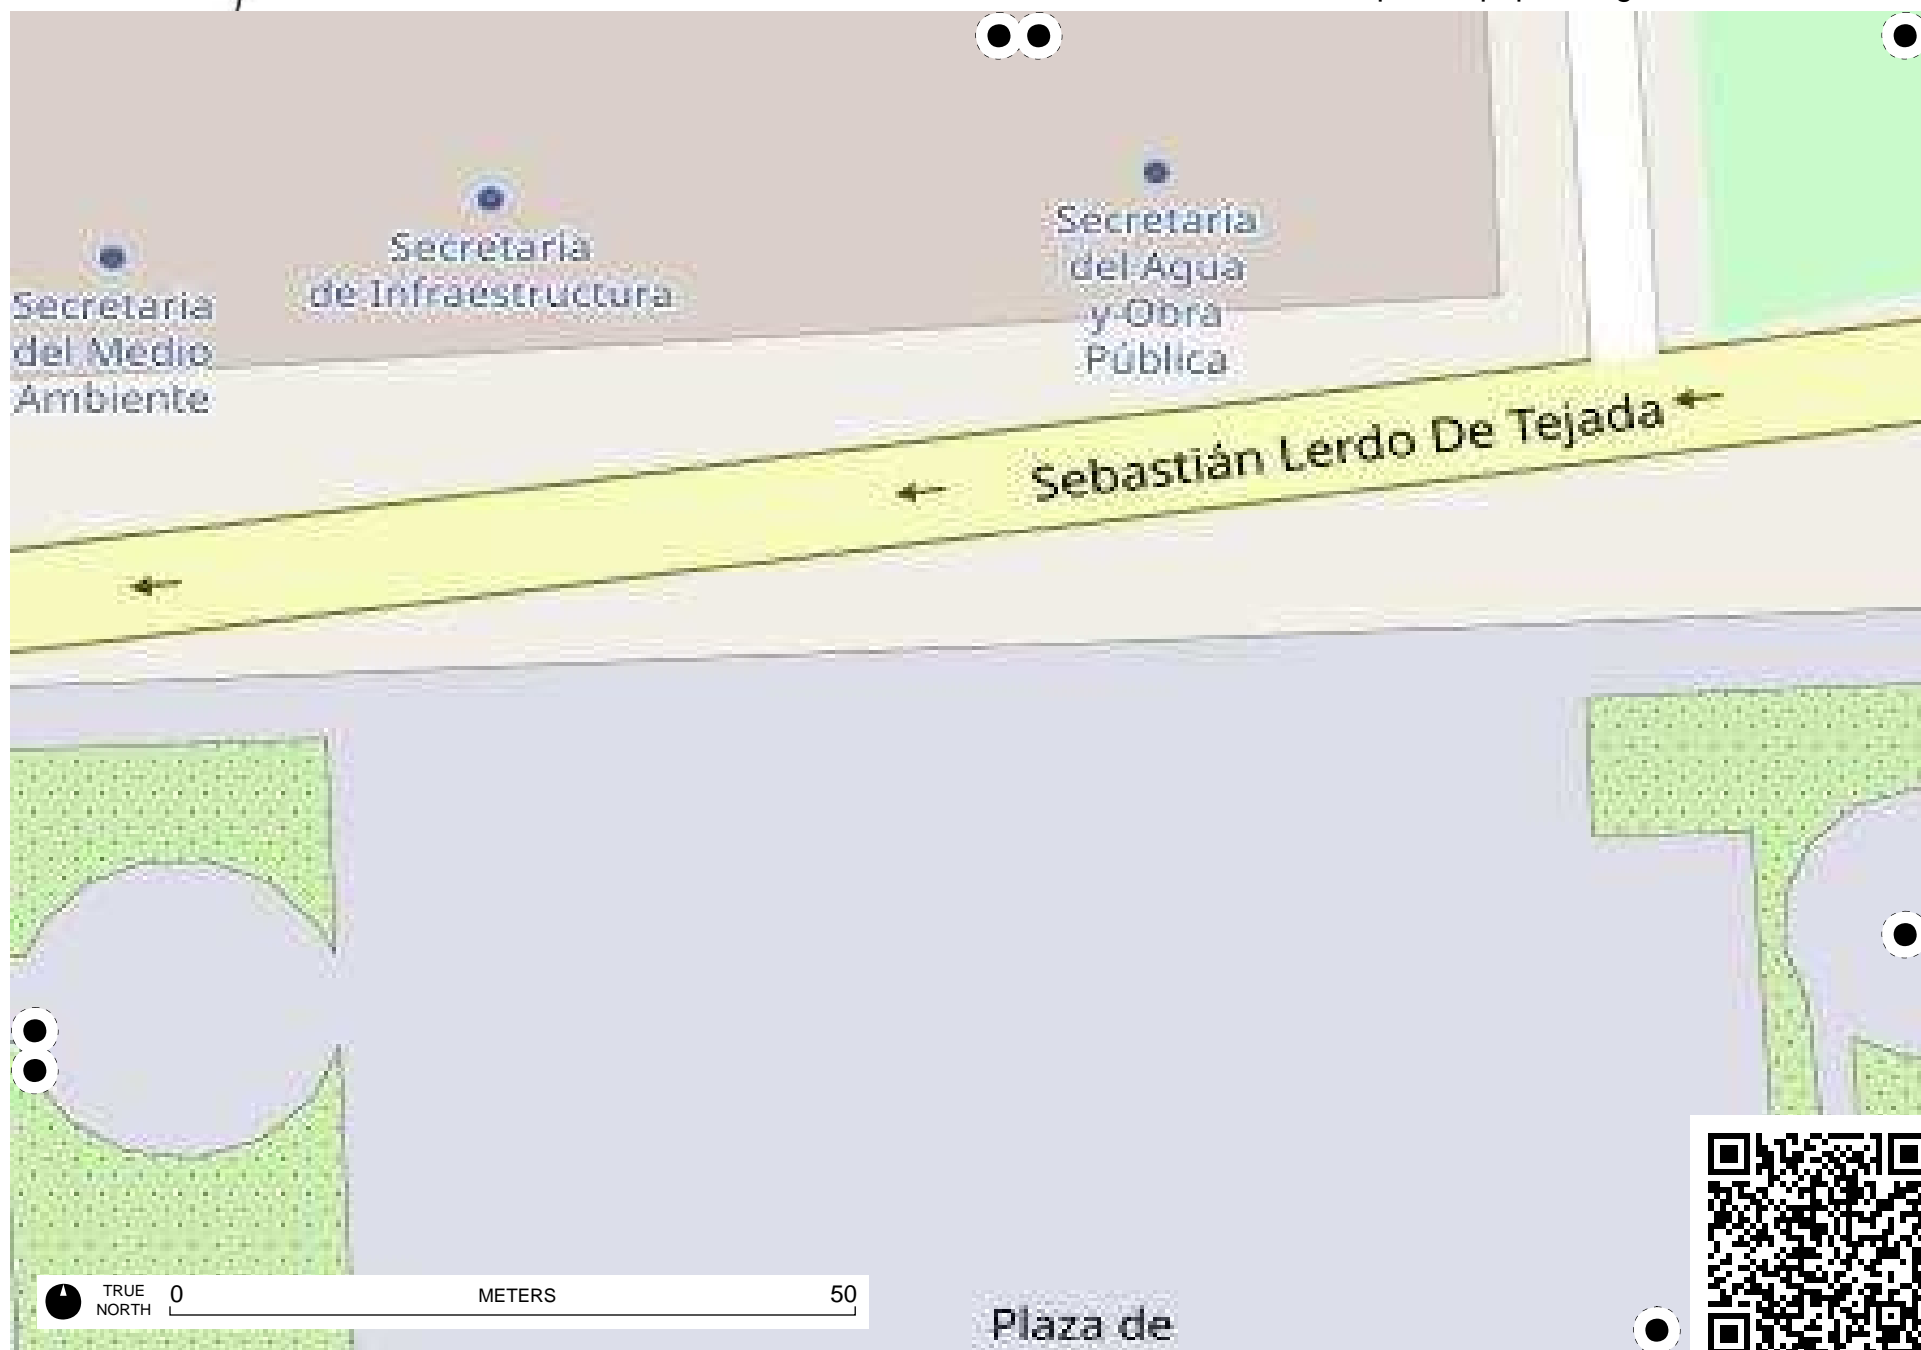 Secretaria
del Agua
y Obra
Pública
Secretaria
de Infraestructura
Secretaria
del Medio
Ambiente
Sebastián Lerdo De Tejada
TRUE
NORTH
0
METERS
50
Plaza de